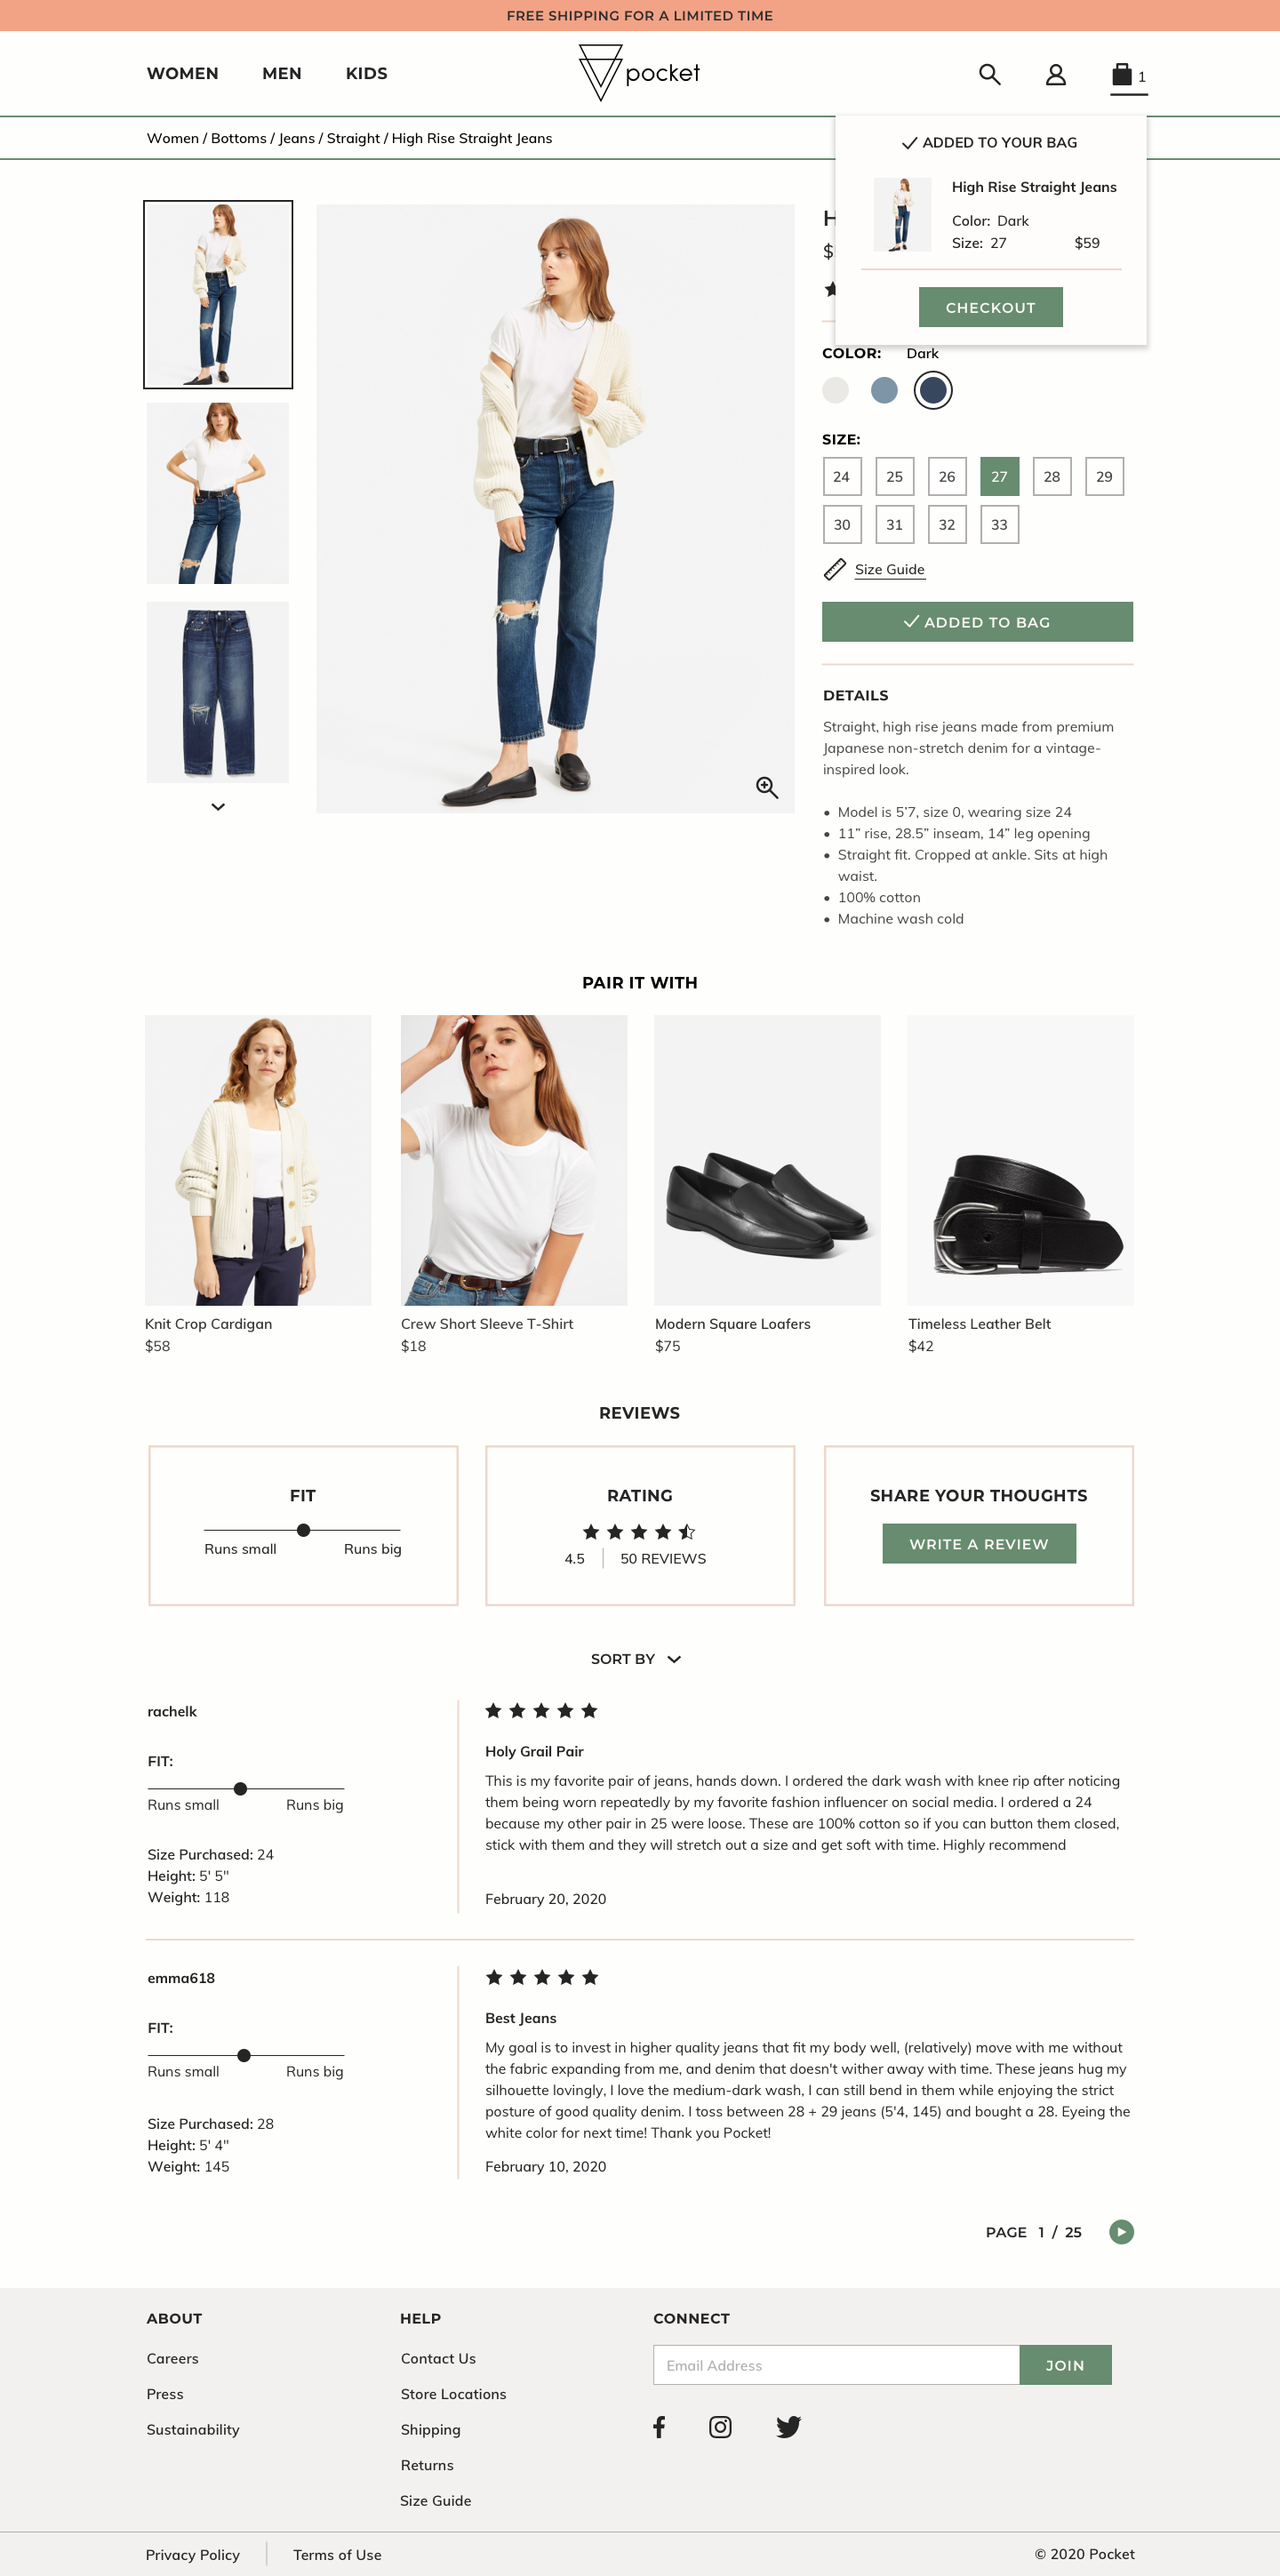 FREE SHIPPING FOR A LIMITED TIME
WOMEN MEN KIDS
pocket
1
Women / Bottoms / Jeans / Straight / High Rise Straight Jeans
ADDED TO YOUR BAG
High Rise Straight Jeans
Color: Dark
Size: 27 $59
CHECKOUT
H
$
COLOR: Dark
SIZE:
24 25 26 27 28 29
30 31 32 33
Size Guide
ADDED TO BAG
DETAILS
Straight, high rise jeans made from premium
Japanese non-stretch denim for a vintage-
inspired look.
• Model is 5’7, size 0, wearing size 24
• 11” rise, 28.5” inseam, 14” leg opening
• Straight fit. Cropped at ankle. Sits at high
waist.
• 100% cotton
• Machine wash cold
PAIR IT WITH
Knit Crop Cardigan
$58
Crew Short Sleeve T-Shirt
$18
Modern Square Loafers
$75
Timeless Leather Belt
$42
REVIEWS
FIT
Runs small Runs big
RATING
4.5 50 REVIEWS
SHARE YOUR THOUGHTS
WRITE A REVIEW
SORT BY
rachelk
FIT:
Runs small Runs big
Size Purchased: 24
Height: 5' 5"
Weight: 118
Holy Grail Pair
This is my favorite pair of jeans, hands down. I ordered the dark wash with knee rip after noticing
them being worn repeatedly by my favorite fashion influencer on social media. I ordered a 24
because my other pair in 25 were loose. These are 100% cotton so if you can button them closed,
stick with them and they will stretch out a size and get soft with time. Highly recommend
February 20, 2020
emma618
FIT:
Runs small Runs big
Size Purchased: 28
Height: 5' 4"
Weight: 145
Best Jeans
My goal is to invest in higher quality jeans that fit my body well, (relatively) move with me without
the fabric expanding from me, and denim that doesn't wither away with time. These jeans hug my
silhouette lovingly, I love the medium-dark wash, I can still bend in them while enjoying the strict
posture of good quality denim. I toss between 28 + 29 jeans (5'4, 145) and bought a 28. Eyeing the
white color for next time! Thank you Pocket!
February 10, 2020
PAGE 1 / 25
ABOUT
Careers
Press
Sustainability
HELP
Contact Us
Store Locations
Shipping
Returns
Size Guide
CONNECT
Email Address JOIN
Privacy Policy Terms of Use © 2020 Pocket